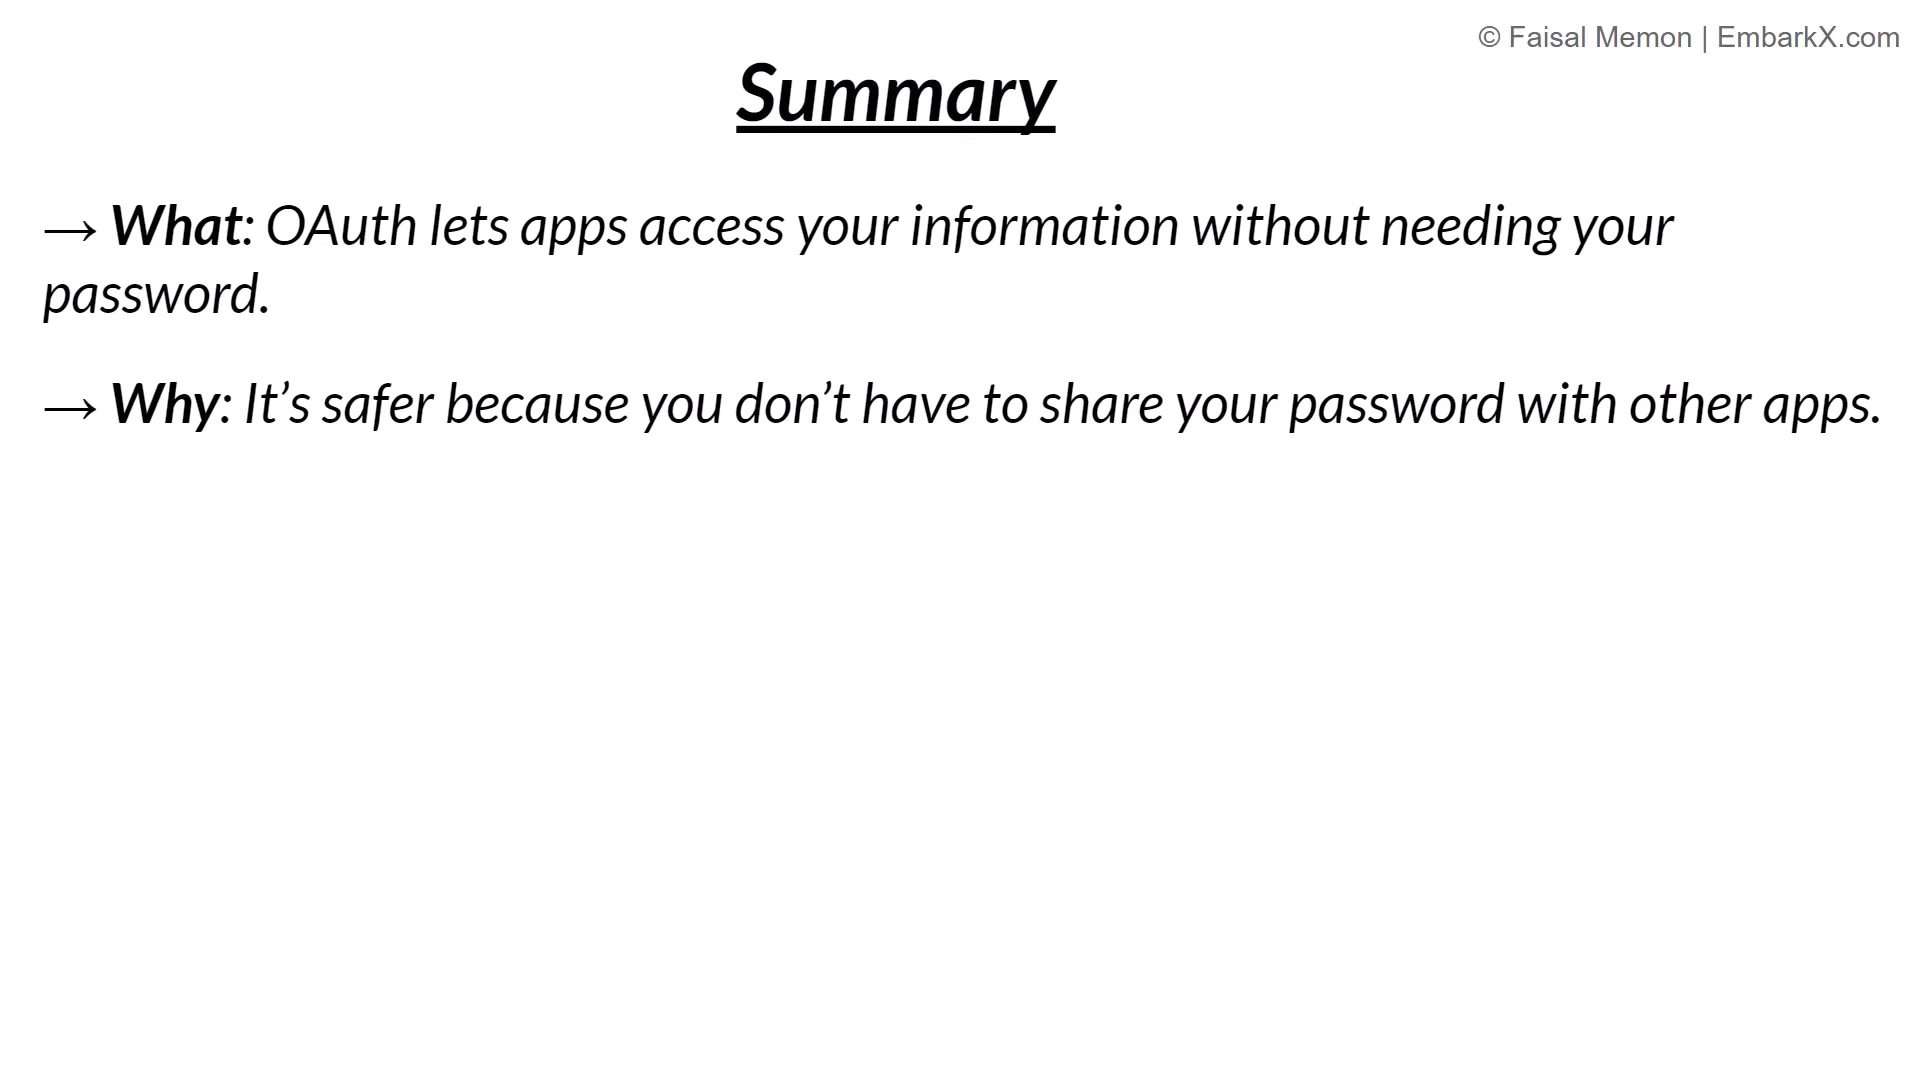 © Faisal Memon | EmbarkX.com
Summary
→ What: OAuth lets apps access your information without needing your
password.
→ Why: It’s safer because you don’t have to share your password with other apps.